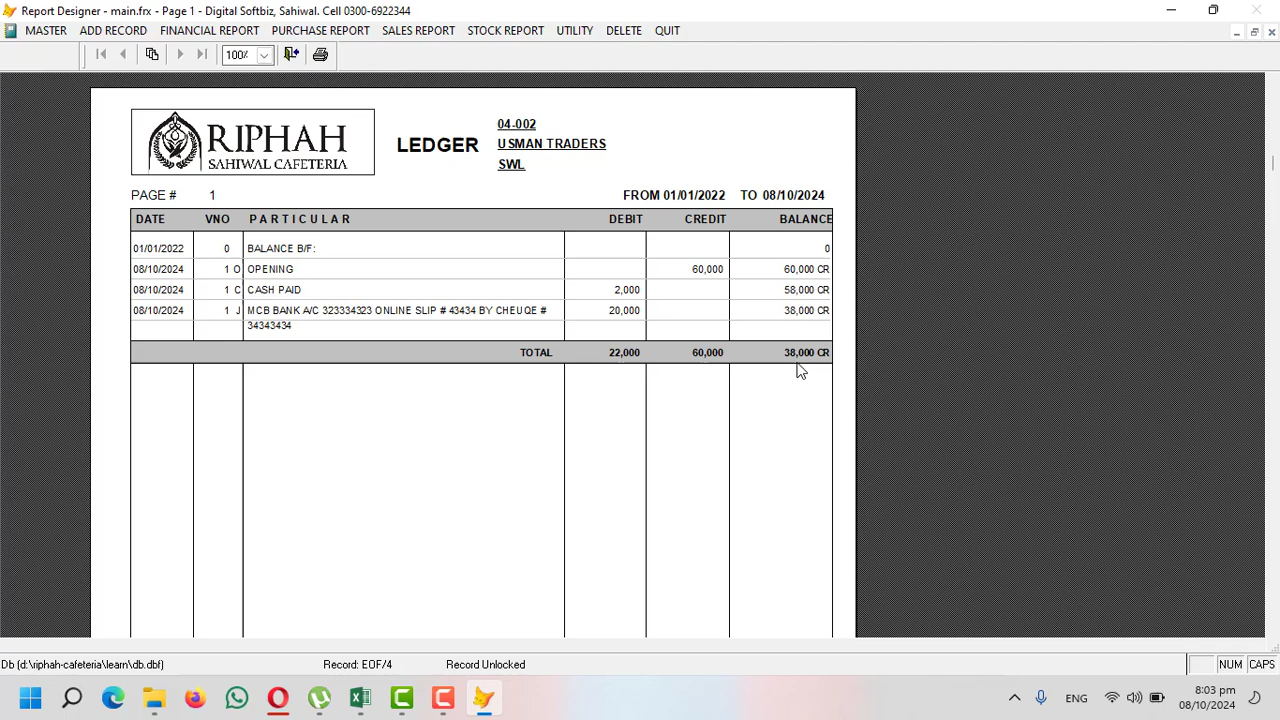 Report Designer - main.frx - Page 1 - Digital Softbiz, Sahiwal. Cell 0300-6922344
MASTER ADD RECORD FINANCIAL REPORT PURCHASE REPORT SALES REPORT STOCK REPORT UTILITY DELETE QUIT
100%
RIPHAH
SAHIWAL CAFETERIA
LEDGER
04-002
USMAN TRADERS
SWL
PAGE # 1 FROM 01/01/2022 TO 08/10/2024
DATE VNO PARTICULAR DEBIT CREDIT BALANCE
01/01/2022 0 BALANCE B/F: 0
08/10/2024 1 O OPENING 60,000 60,000 CR
08/10/2024 1 C CASH PAID 2,000 58,000 CR
08/10/2024 1 J MCB BANK A/C 323334323 ONLINE SLIP # 43434 BY CHEUQE # 20,000 38,000 CR
34343434
TOTAL 22,000 60,000 38,000 CR
Db (d:\riphah-cafeteria\learn\db.dbf) Record: EOF/4 Record Unlocked NUM CAPS
ENG 8:03 pm
08/10/2024